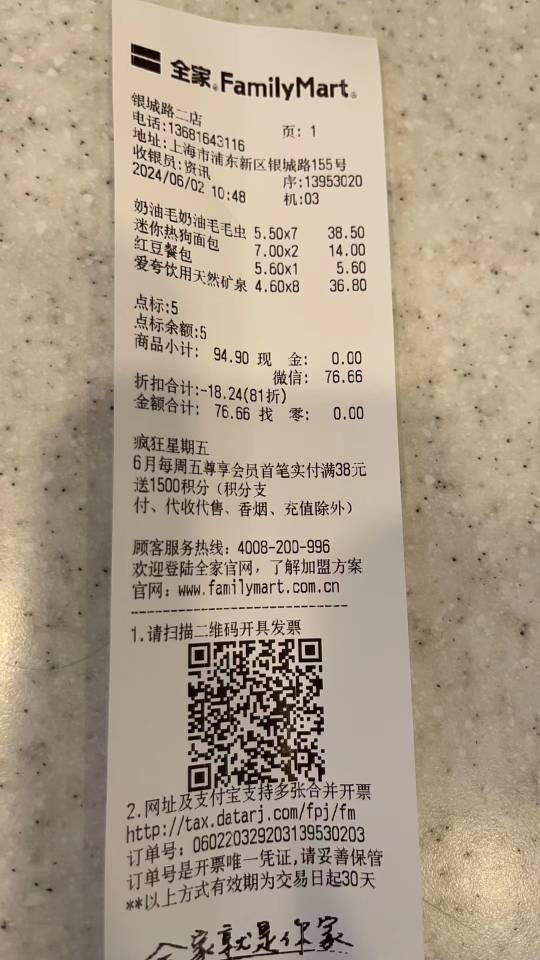 全家 FamilyMart
银城路二店
电话:13681643116 页: 1
地址:上海市浦东新区银城路155号
收银员:资讯 序:13953020
2024/06/02 10:48 机:03
奶油毛奶油毛毛虫 5.50x7 38.50
迷你热狗面包 7.00x2 14.00
红豆餐包 5.60x1 5.60
爱夸饮用天然矿泉 4.60x8 36.80
点标:5
点标余额:5
商品小计: 94.90 现 金: 0.00
微信: 76.66
折扣合计:-18.24(81折)
金额合计: 76.66 找 零: 0.00
疯狂星期五
6月每周五尊享会员首笔实付满38元
送1500积分（积分支
付、代收代售、香烟、充值除外）
顾客服务热线: 4008-200-996
欢迎登陆全家官网，了解加盟方案
官网: www.familymart.com.cn
1.请扫描二维码开具发票
2.网址及支付宝支持多张合并开票
http://tax.datarj.com/fpj/fm
订单号: 060220329203139530203
订单号是开票唯一凭证,请妥善保管
**以上方式有效期为交易日起30天
全家就是你家